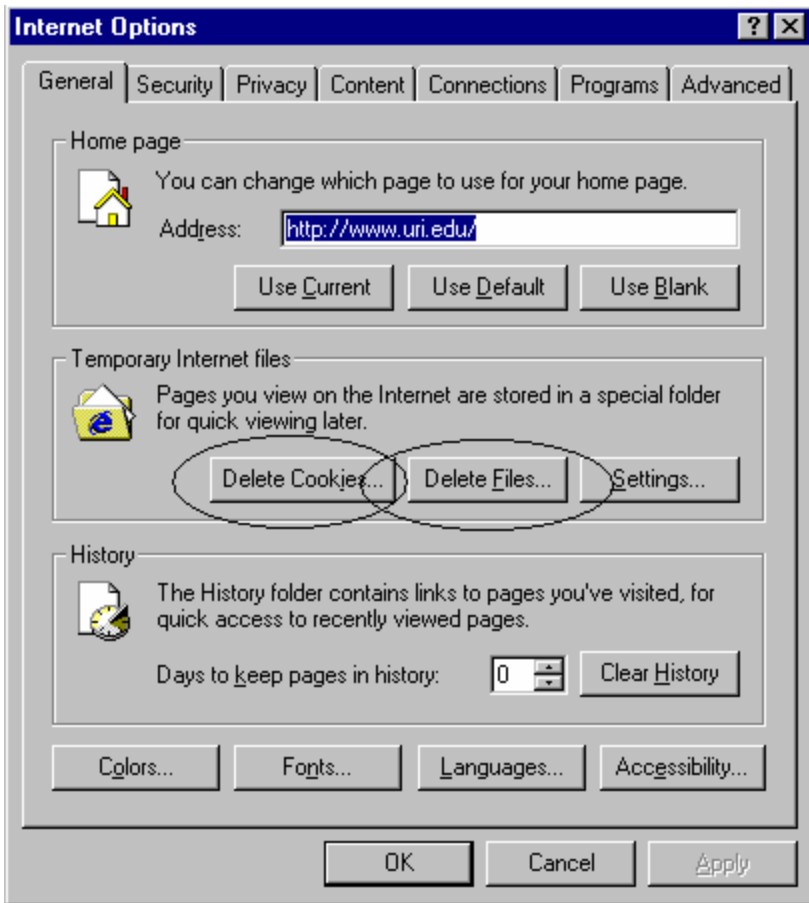 Internet Options
General Security Privacy Content Connections Programs Advanced
Home page
You can change which page to use for your home page.
Address: http://www.uri.edu/
Use Current Use Default Use Blank
Temporary Internet files
Pages you view on the Internet are stored in a special folder
for quick viewing later.
Delete Cookies... Delete Files... Settings...
History
The History folder contains links to pages you've visited, for
quick access to recently viewed pages.
Days to keep pages in history: 0 Clear History
Colors... Fonts... Languages... Accessibility...
OK Cancel Apply